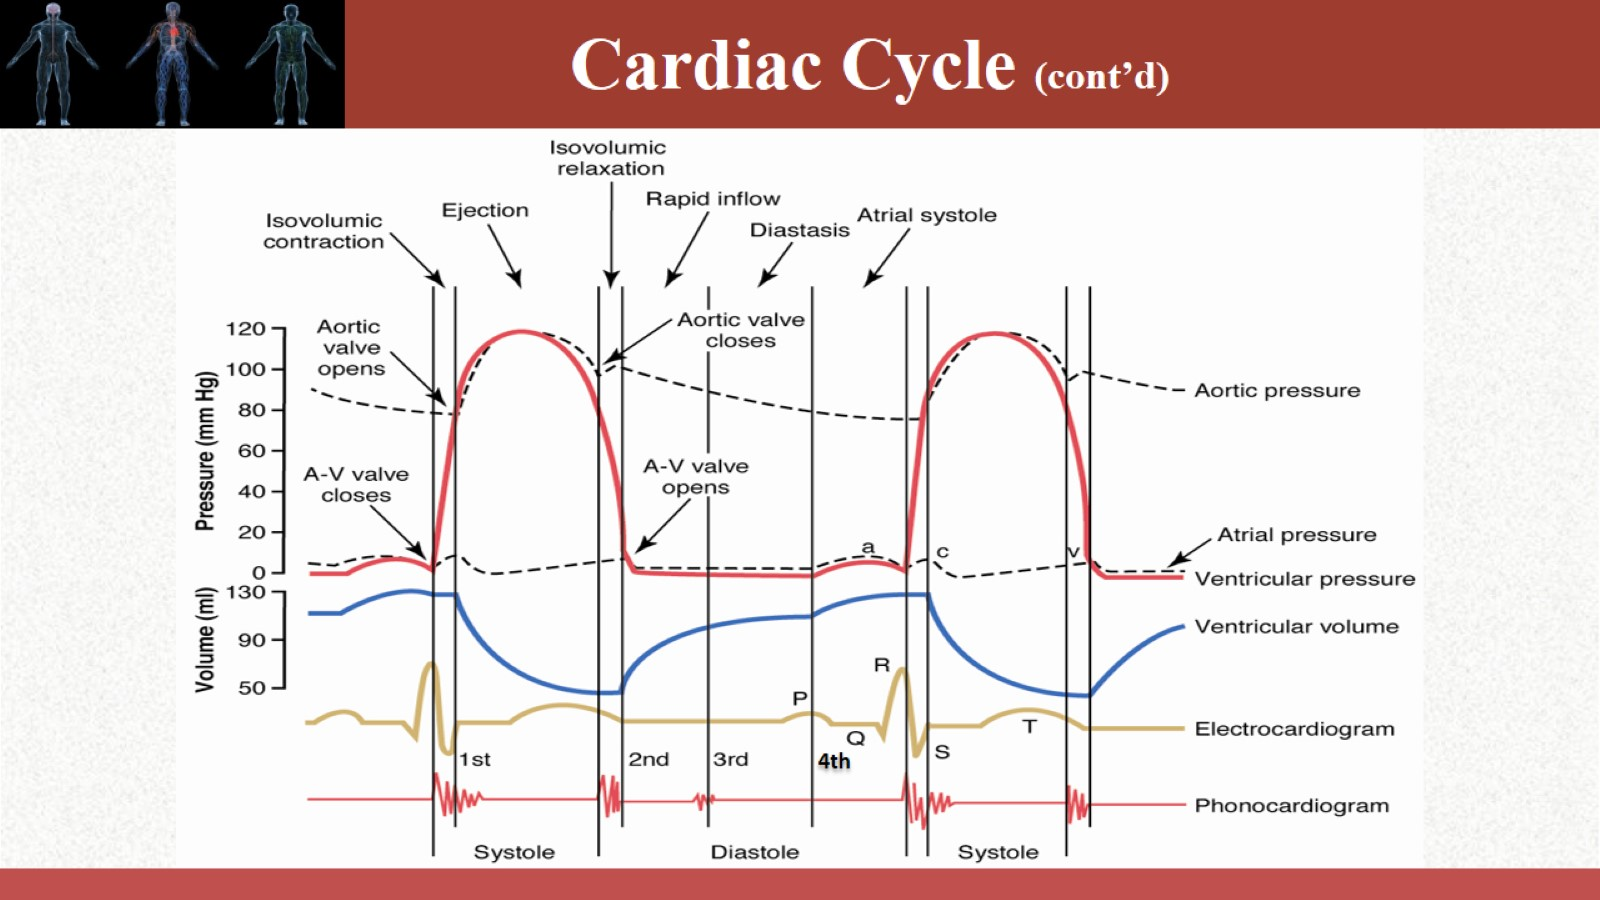 Cardiac Cycle (cont’d)
Isovolumic
relaxation
Rapid inflow
Ejection
Isovolumic
contraction
Diastasis
Atrial systole
Aortic
valve
opens
Aortic valve
closes
A-V valve
closes
A-V valve
opens
Pressure (mm Hg)
120
100
80
60
40
20
0
Aortic pressure
a
c
v
Atrial pressure
Ventricular pressure
Volume (ml)
130
90
50
Ventricular volume
R
P
Q
S
T
Electrocardiogram
1st
2nd
3rd
4th
Phonocardiogram
Systole
Diastole
Systole